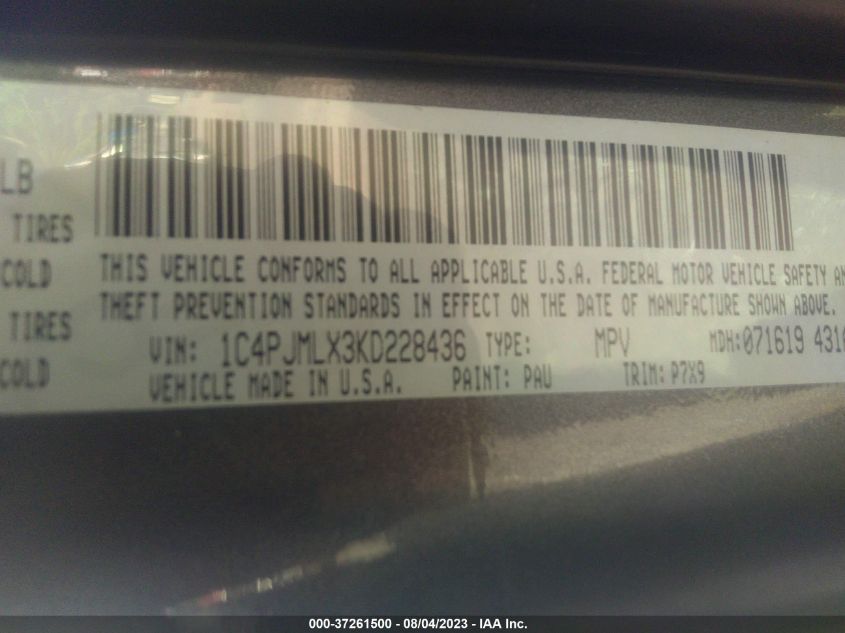 LB
TIRES
COLD
TIRES
COLD
THIS VEHICLE CONFORMS TO ALL APPLICABLE U.S.A. FEDERAL MOTOR VEHICLE SAFETY AN
THEFT PREVENTION STANDARDS IN EFFECT ON THE DATE OF MANUFACTURE SHOWN ABOVE.
VIN: 1C4PJMLX3KD228436 TYPE: MPV MDH:071619 431
VEHICLE MADE IN U.S.A. PAINT: PAU TRIM: P7X9
000-37261500 - 08/04/2023 - IAA Inc.